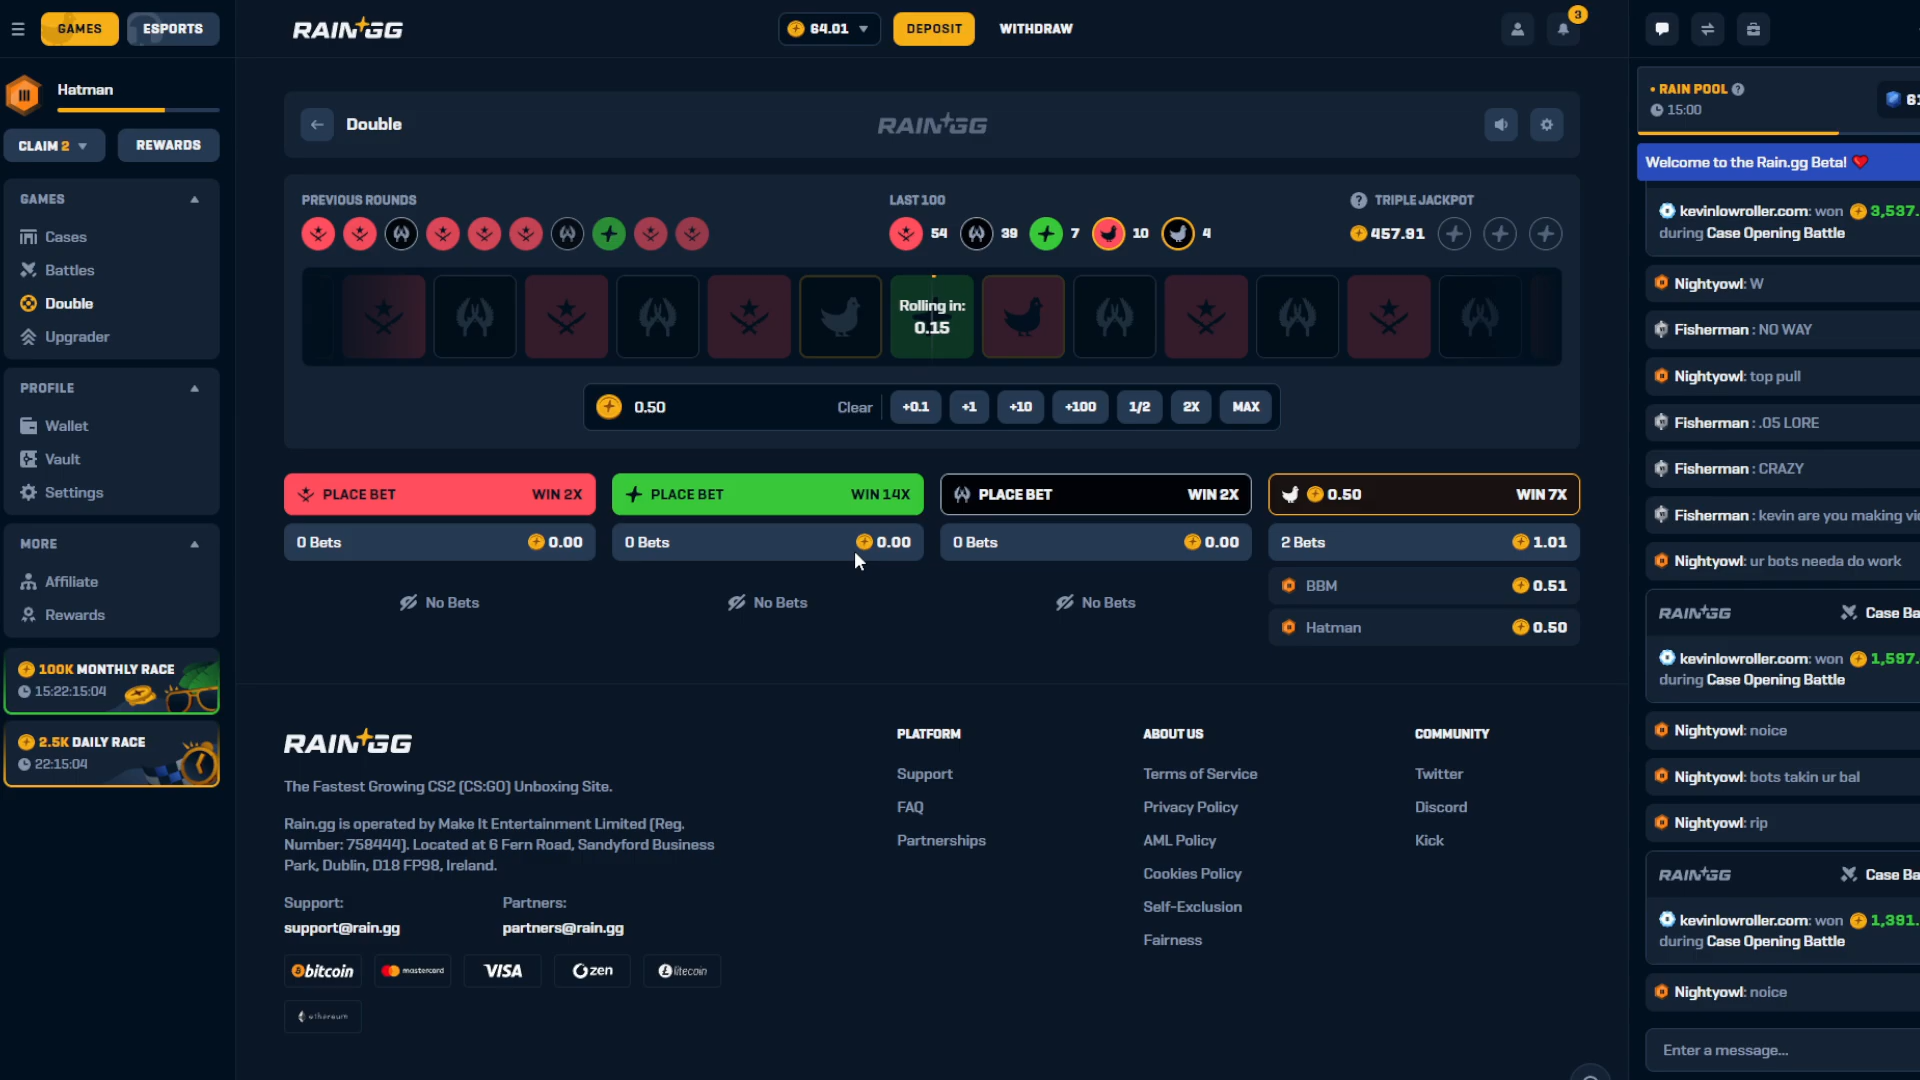 GAMES
ESPORTS
RAIN GG
64.01
DEPOSIT
WITHDRAW
3
Hatman
CLAIM 2
REWARDS
GAMES
Cases
Battles
Double
Upgrader
PROFILE
Wallet
Vault
Settings
MORE
Affiliate
Rewards
100K MONTHLY RACE
15:22:15:04
2.5K DAILY RACE
22:15:04
Double
RAIN GG
PREVIOUS ROUNDS
LAST 100
54
39
7
10
4
TRIPLE JACKPOT
457.91
Rolling in:
0.15
0.50
Clear
+0.1
+1
+10
+100
1/2
2X
MAX
PLACE BET WIN 2X
PLACE BET WIN 14X
PLACE BET WIN 2X
0.50 WIN 7X
0 Bets 0.00
0 Bets 0.00
0 Bets 0.00
2 Bets 1.01
No Bets
No Bets
No Bets
BBM 0.51
Hatman 0.50
RAIN GG
The Fastest Growing CS2 (CS:GO) Unboxing Site.
Rain.gg is operated by Make It Entertainment Limited (Reg.
Number: 758444). Located at 6 Fern Road, Sandyford Business
Park, Dublin, D18 FP98, Ireland.
Support:
support@rain.gg
Partners:
partners@rain.gg
bitcoin
mastercard
VISA
zen
litecoin
ethereum
PLATFORM
Support
FAQ
Partnerships
ABOUT US
Terms of Service
Privacy Policy
AML Policy
Cookies Policy
Self-Exclusion
Fairness
COMMUNITY
Twitter
Discord
Kick
RAIN POOL
15:00
Welcome to the Rain.gg Beta!
kevinlowroller.com: won 3,537.
during Case Opening Battle
Nightyowl: W
Fisherman : NO WAY
Nightyowl: top pull
Fisherman : .05 LORE
Fisherman : CRAZY
Fisherman : kevin are you making vi
Nightyowl: ur bots needa do work
RAIN GG Case Ba
kevinlowroller.com: won 1,597.
during Case Opening Battle
Nightyowl: noice
Nightyowl: bots takin ur bal
Nightyowl: rip
RAIN GG Case Ba
kevinlowroller.com: won 1,391.
during Case Opening Battle
Nightyowl: noice
Enter a message...